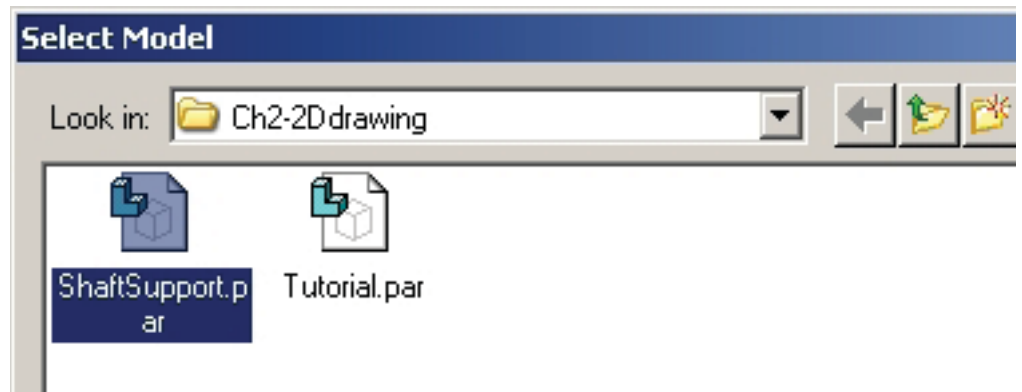 Select Model
Look in: Ch2-2Ddrawing
ShaftSupport.p
ar
Tutorial.par